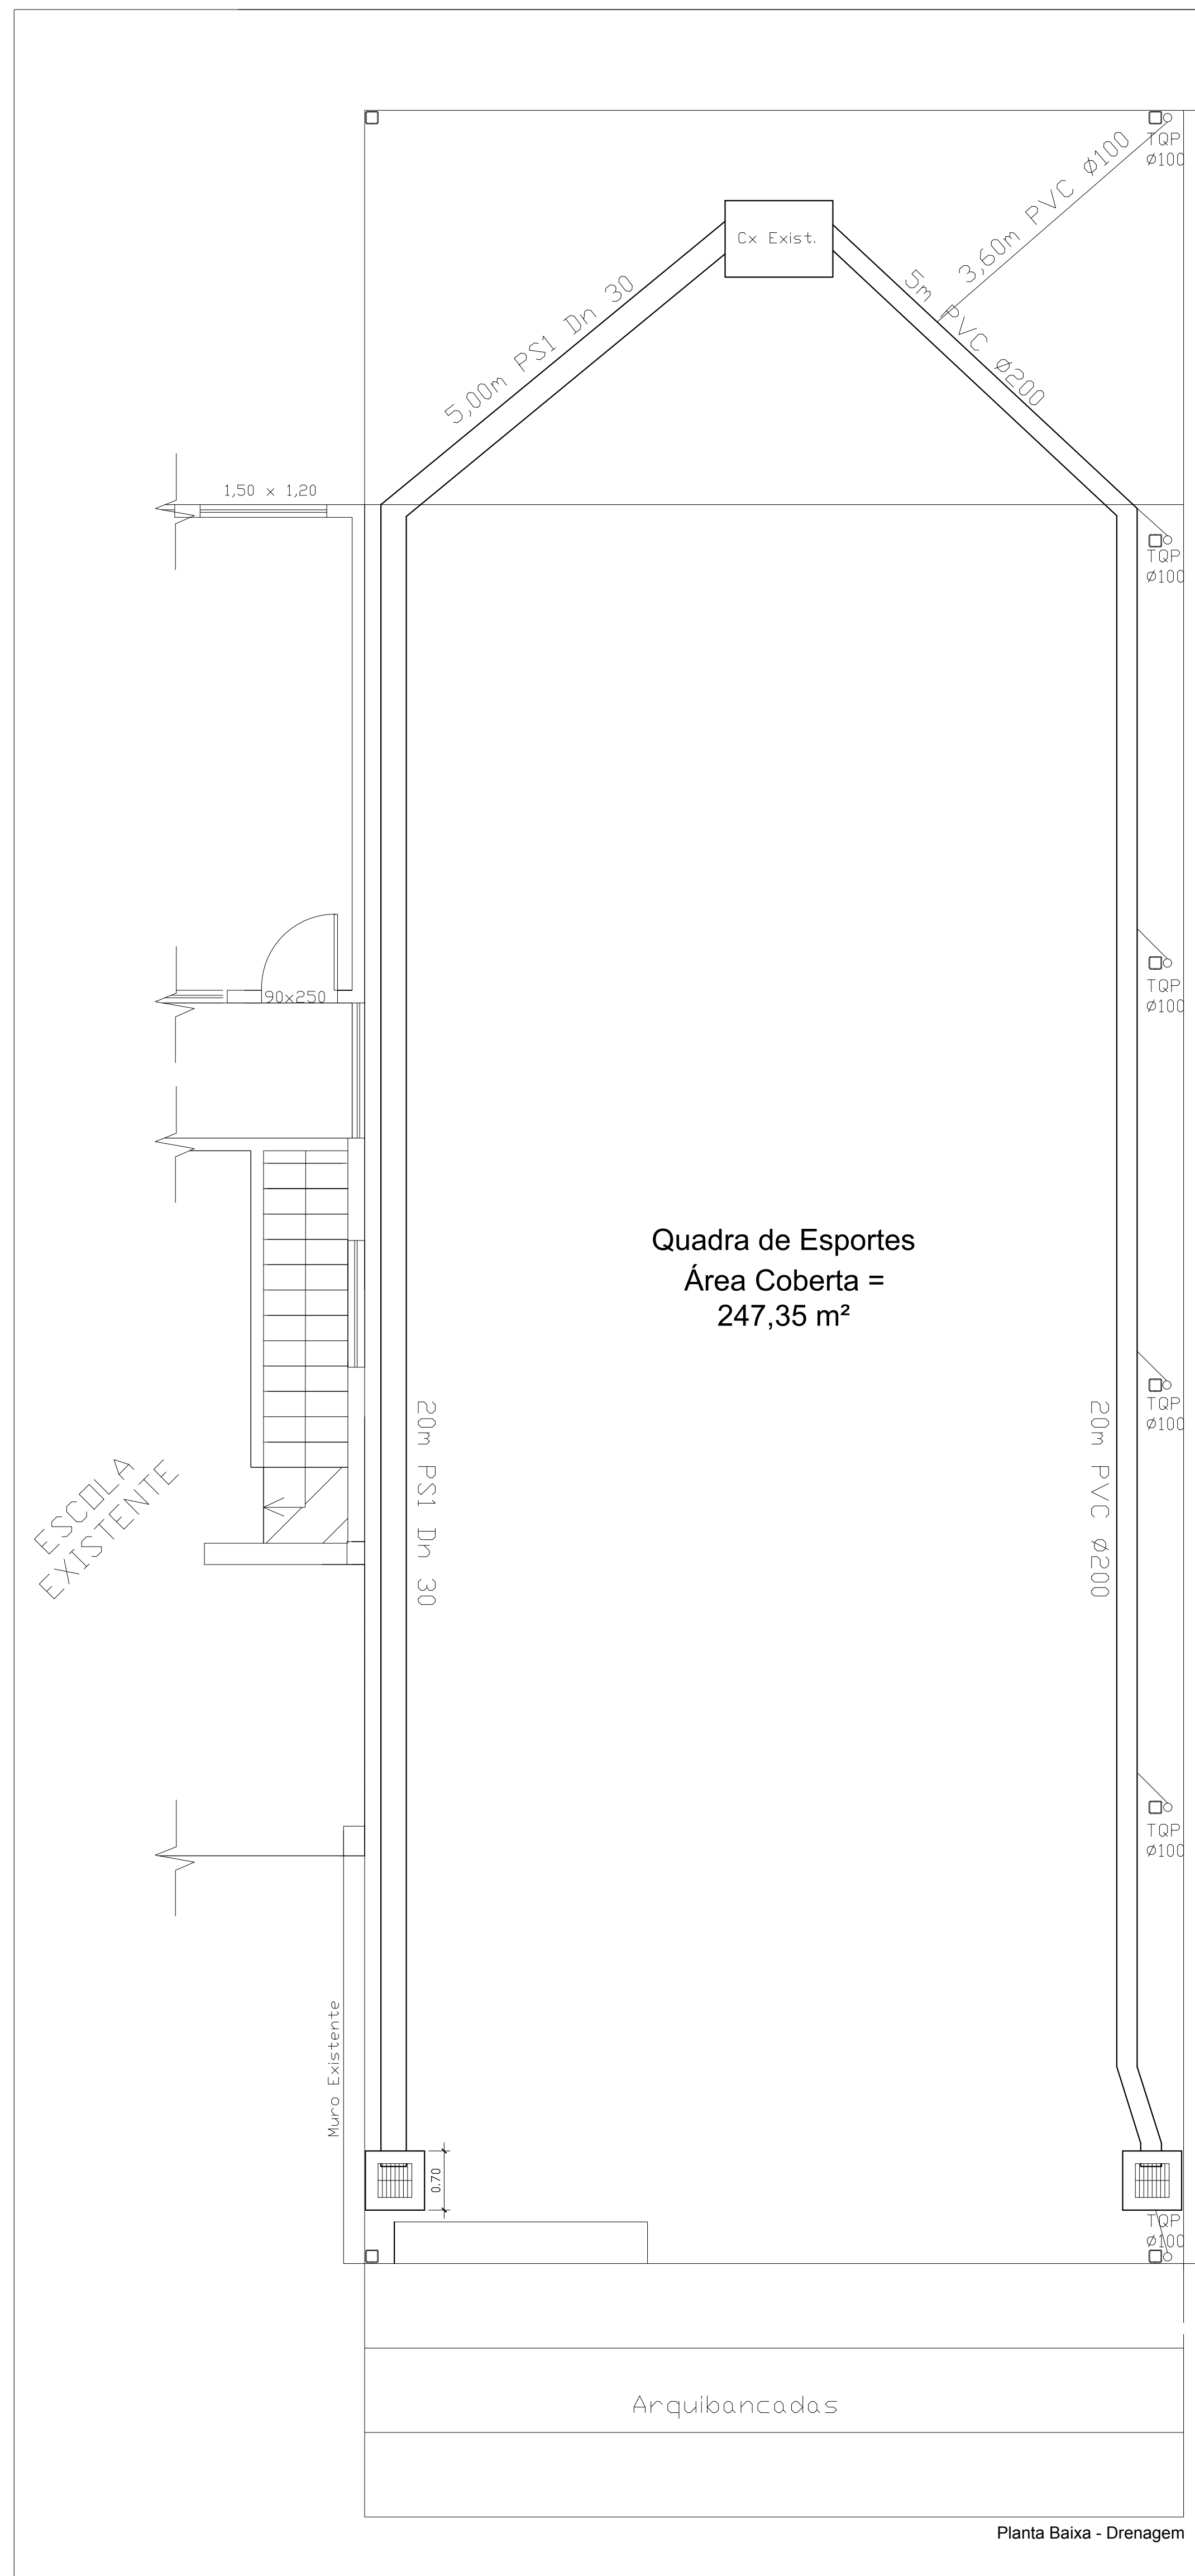 TQP
ø100
Cx Exist.
3,60m PVC ø100
5,00m PS1 Dn 30
5m PVC ø200
1,50 x 1,20
TQP
ø100
90x250
TQP
ø100
Quadra de Esportes
Área Coberta =
247,35 m²
20m PS1 Dn 30
20m PVC ø200
TQP
ø100
ESCOLA
EXISTENTE
TQP
ø100
Muro Existente
0.70
TQP
ø100
Arquibancadas
Planta Baixa - Drenagem